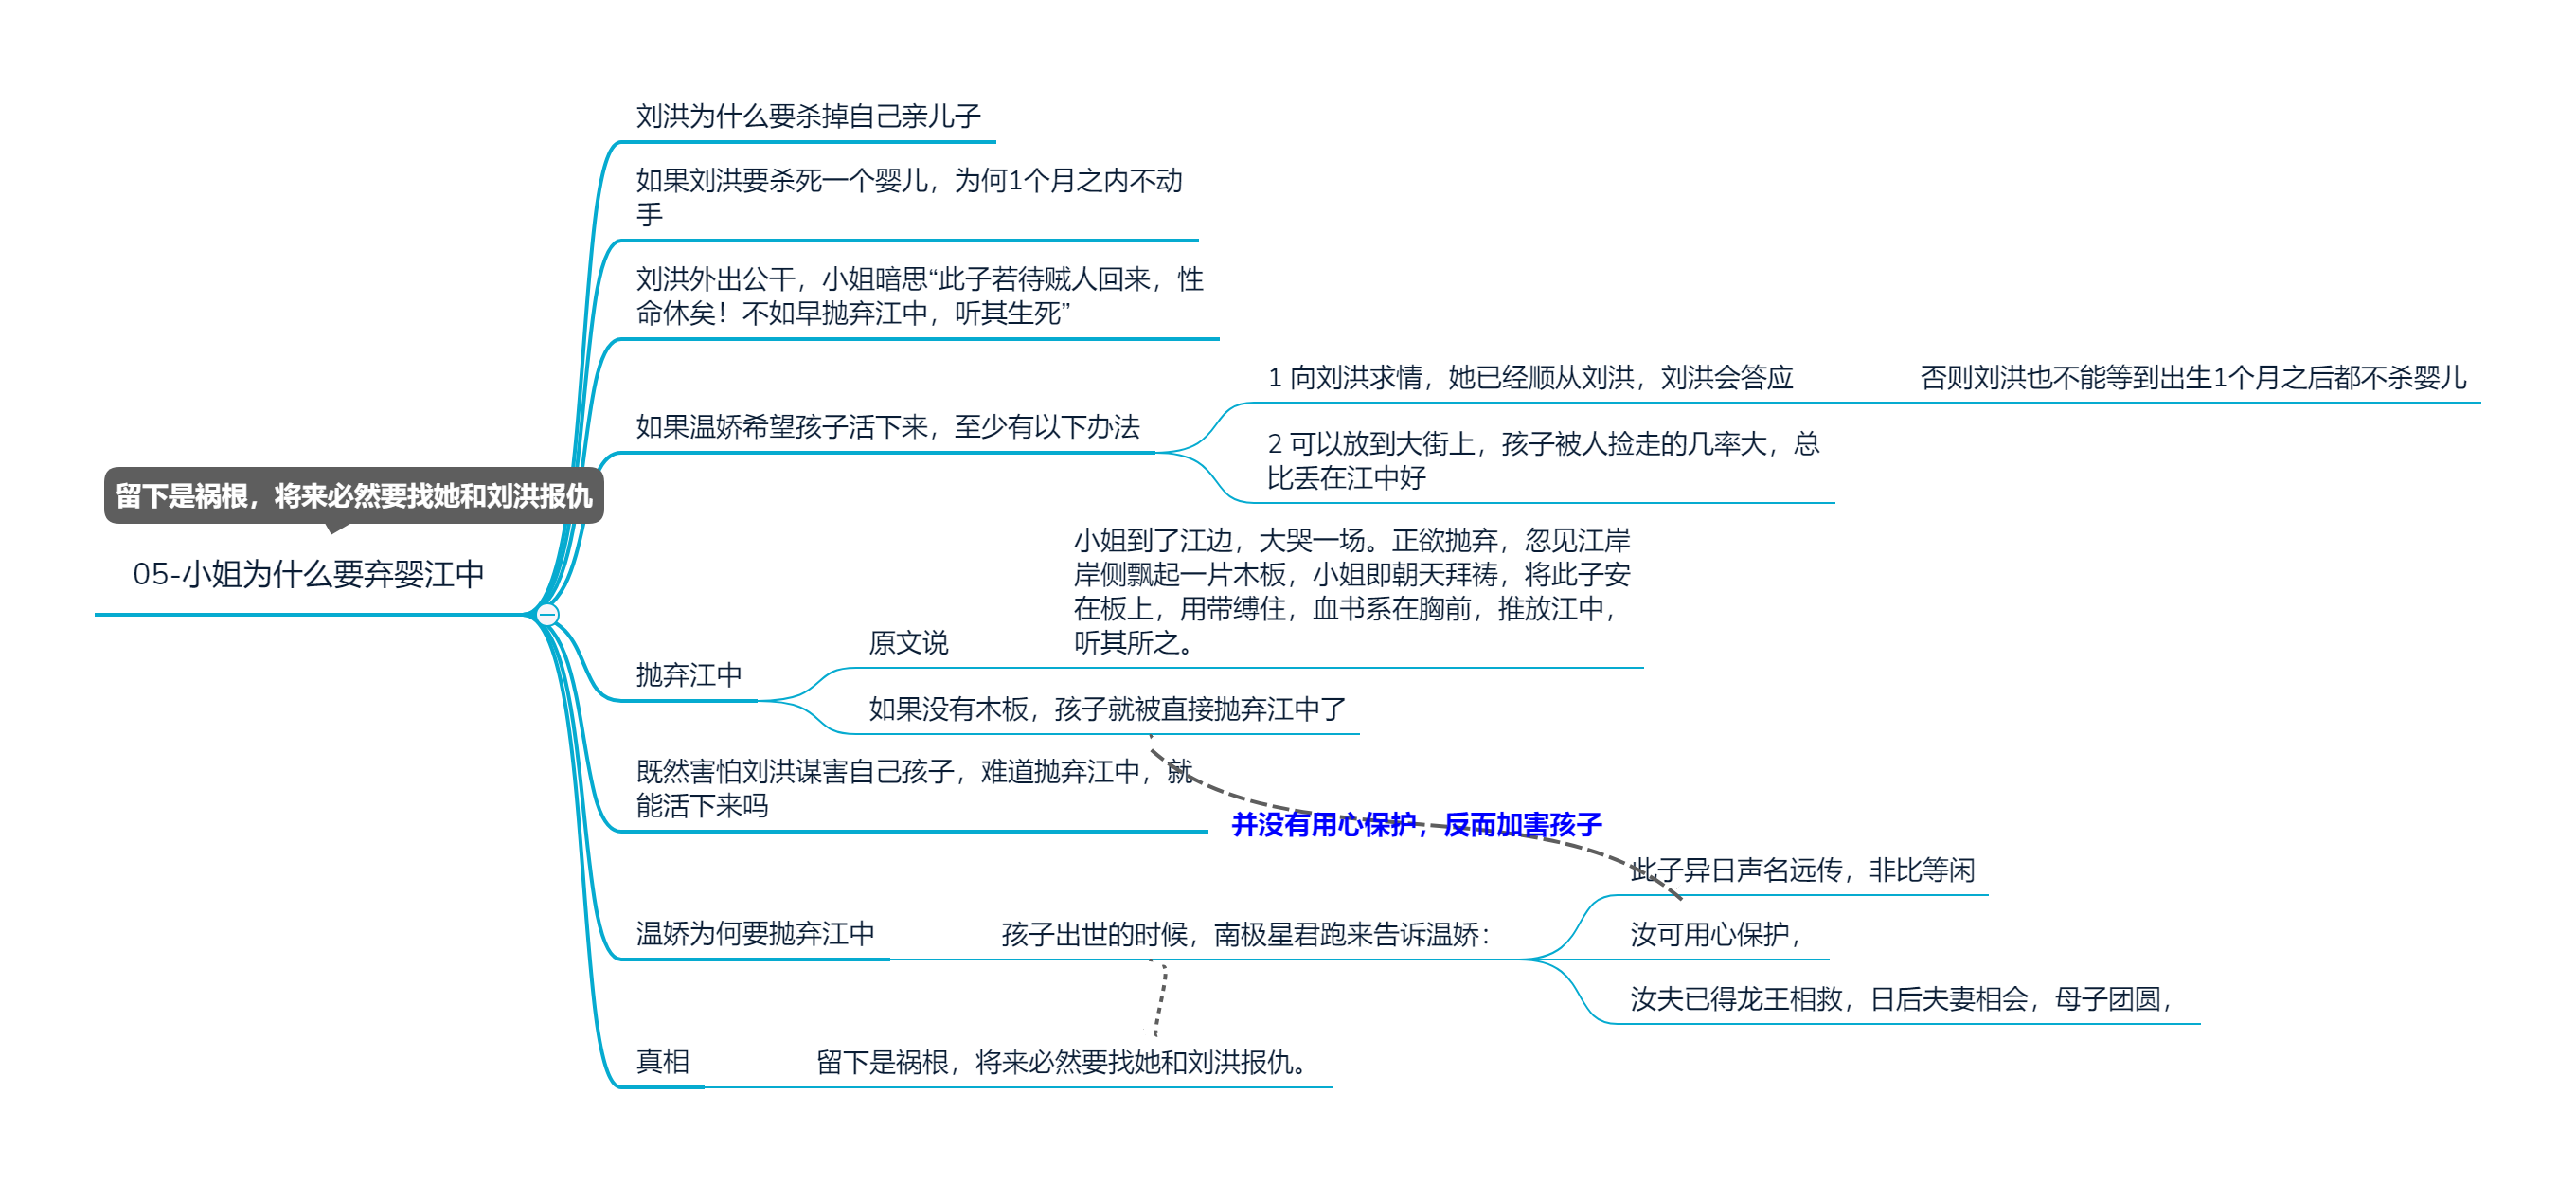 刘洪为什么要杀掉自己亲儿子
如果刘洪要杀死一个婴儿，为何1个月之内不动
手
刘洪外出公干，小姐暗思“此子若待贼人回来，性
命休矣！不如早抛弃江中，听其生死”
如果温娇希望孩子活下来，至少有以下办法
1 向刘洪求情，她已经顺从刘洪，刘洪会答应
否则刘洪也不能等到出生1个月之后都不杀婴儿
2 可以放到大街上，孩子被人捡走的几率大，总
比丢在江中好
留下是祸根，将来必然要找她和刘洪报仇
05-小姐为什么要弃婴江中
抛弃江中
原文说
小姐到了江边，大哭一场。正欲抛弃，忽见江岸
岸侧飘起一片木板，小姐即朝天拜祷，将此子安
在板上，用带缚住，血书系在胸前，推放江中，
听其所之。
如果没有木板，孩子就被直接抛弃江中了
既然害怕刘洪谋害自己孩子，难道抛弃江中，就
能活下来吗
并没有用心保护，反而加害孩子
温娇为何要抛弃江中
孩子出世的时候，南极星君跑来告诉温娇：
此子异日声名远传，非比等闲
汝可用心保护，
汝夫已得龙王相救，日后夫妻相会，母子团圆，
真相
留下是祸根，将来必然要找她和刘洪报仇。